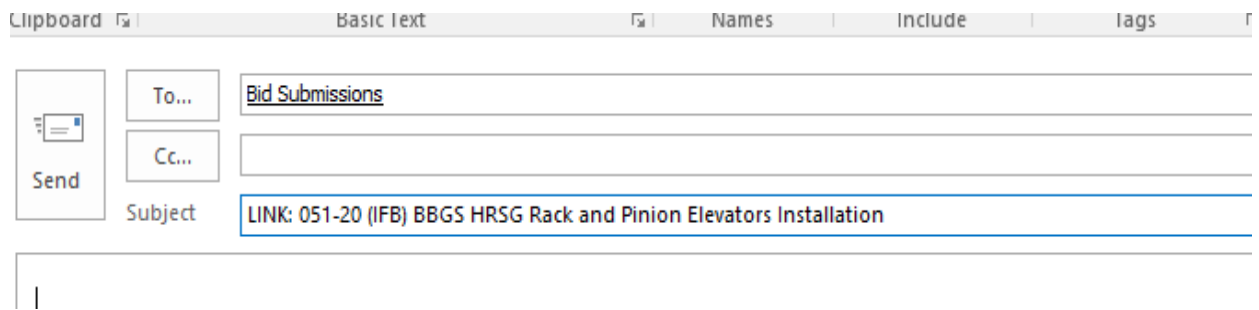 Clipboard Basic Text Names Include Tags
To... Bid Submissions
Cc...
Send
Subject LINK: 051-20 (IFB) BBGS HRSG Rack and Pinion Elevators Installation